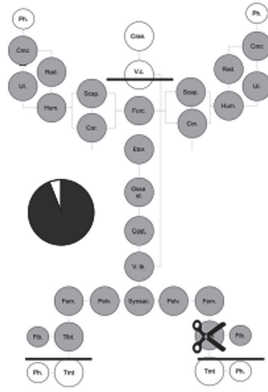 Ph.
Ph.
Cran.
Cmc
Cmc
V.c.
Rad.
Rad.
Ul.
Ul.
Scap.
Scap.
Hum.
Furc.
Hum.
Cor.
Cor.
Ster.
Ossa
st.
Cost.
V. th.
Fem.
Pelv.
Synsac.
Pelv.
Fem.
Fib.
Tibt.
Ph.
Tmt
Tmt
Ph.